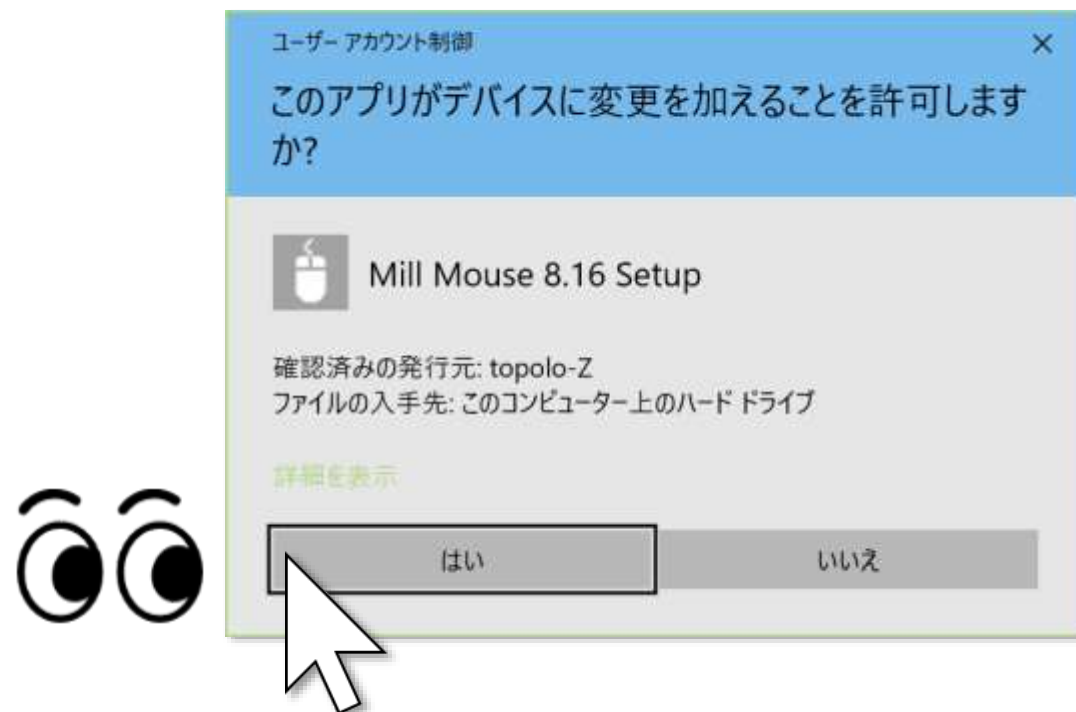 ユーザー アカウント制御
このアプリがデバイスに変更を加えることを許可します
か?
Mill Mouse 8.16 Setup
確認済みの発行元: topolo-Z
ファイルの入手先: このコンピューター上のハード ドライブ
詳細を表示
はい
いいえ